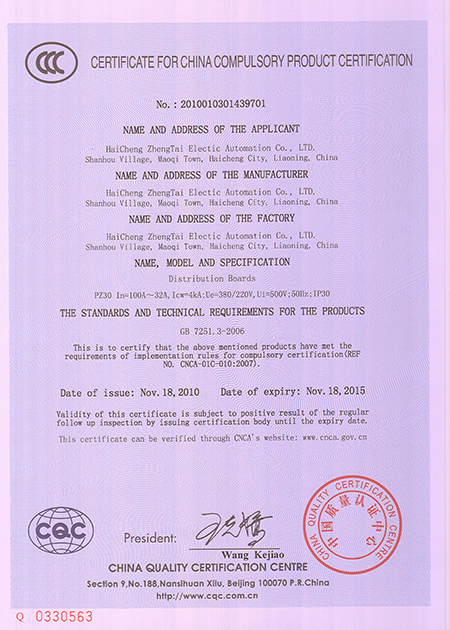 CCC
CERTIFICATE FOR CHINA COMPULSORY PRODUCT CERTIFICATION
No. : 2010010301439701
NAME AND ADDRESS OF THE APPLICANT
HaiCheng ZhengTai Electic Automation Co., LTD.
Shanhou Village, Maoqi Town, Haicheng City, Liaoning, China
NAME AND ADDRESS OF THE MANUFACTURER
HaiCheng ZhengTai Electic Automation Co., LTD.
Shanhou Village, Maoqi Town, Haicheng City, Liaoning, China
NAME AND ADDRESS OF THE FACTORY
HaiCheng ZhengTai Electic Automation Co., LTD.
Shanhou Village, Maoqi Town, Haicheng City, Liaoning, China
NAME, MODEL AND SPECIFICATION
Distribution Boards
PZ30 In=100A～32A, Icw=4kA;Ue=380/220V, Ui=500V;50Hz;IP30
THE STANDARDS AND TECHNICAL REQUIREMENTS FOR THE PRODUCTS
GB 7251.3-2006
This is to certify that the above mentioned products have met the
requirements of implementation rules for compulsory certification(REF
NO. CNCA-01C-010:2007).
Date of issue: Nov. 18, 2010 Date of expiry: Nov. 18, 2015
Validity of this certificate is subject to positive result of the regular
follow up inspection by issuing certification body until the expiry date.
This certificate can be verified through CNCA's website: www.cnca.gov.cn
CQC
President:
Wang Kejiao
CHINA QUALITY CERTIFICATION CENTRE
中国质量认证中心
CHINA QUALITY CERTIFICATION CENTRE
Section 9, No.188, Nansihuan Xilu, Beijing 100070 P.R.China
http://www.cqc.com.cn
Q 0330563